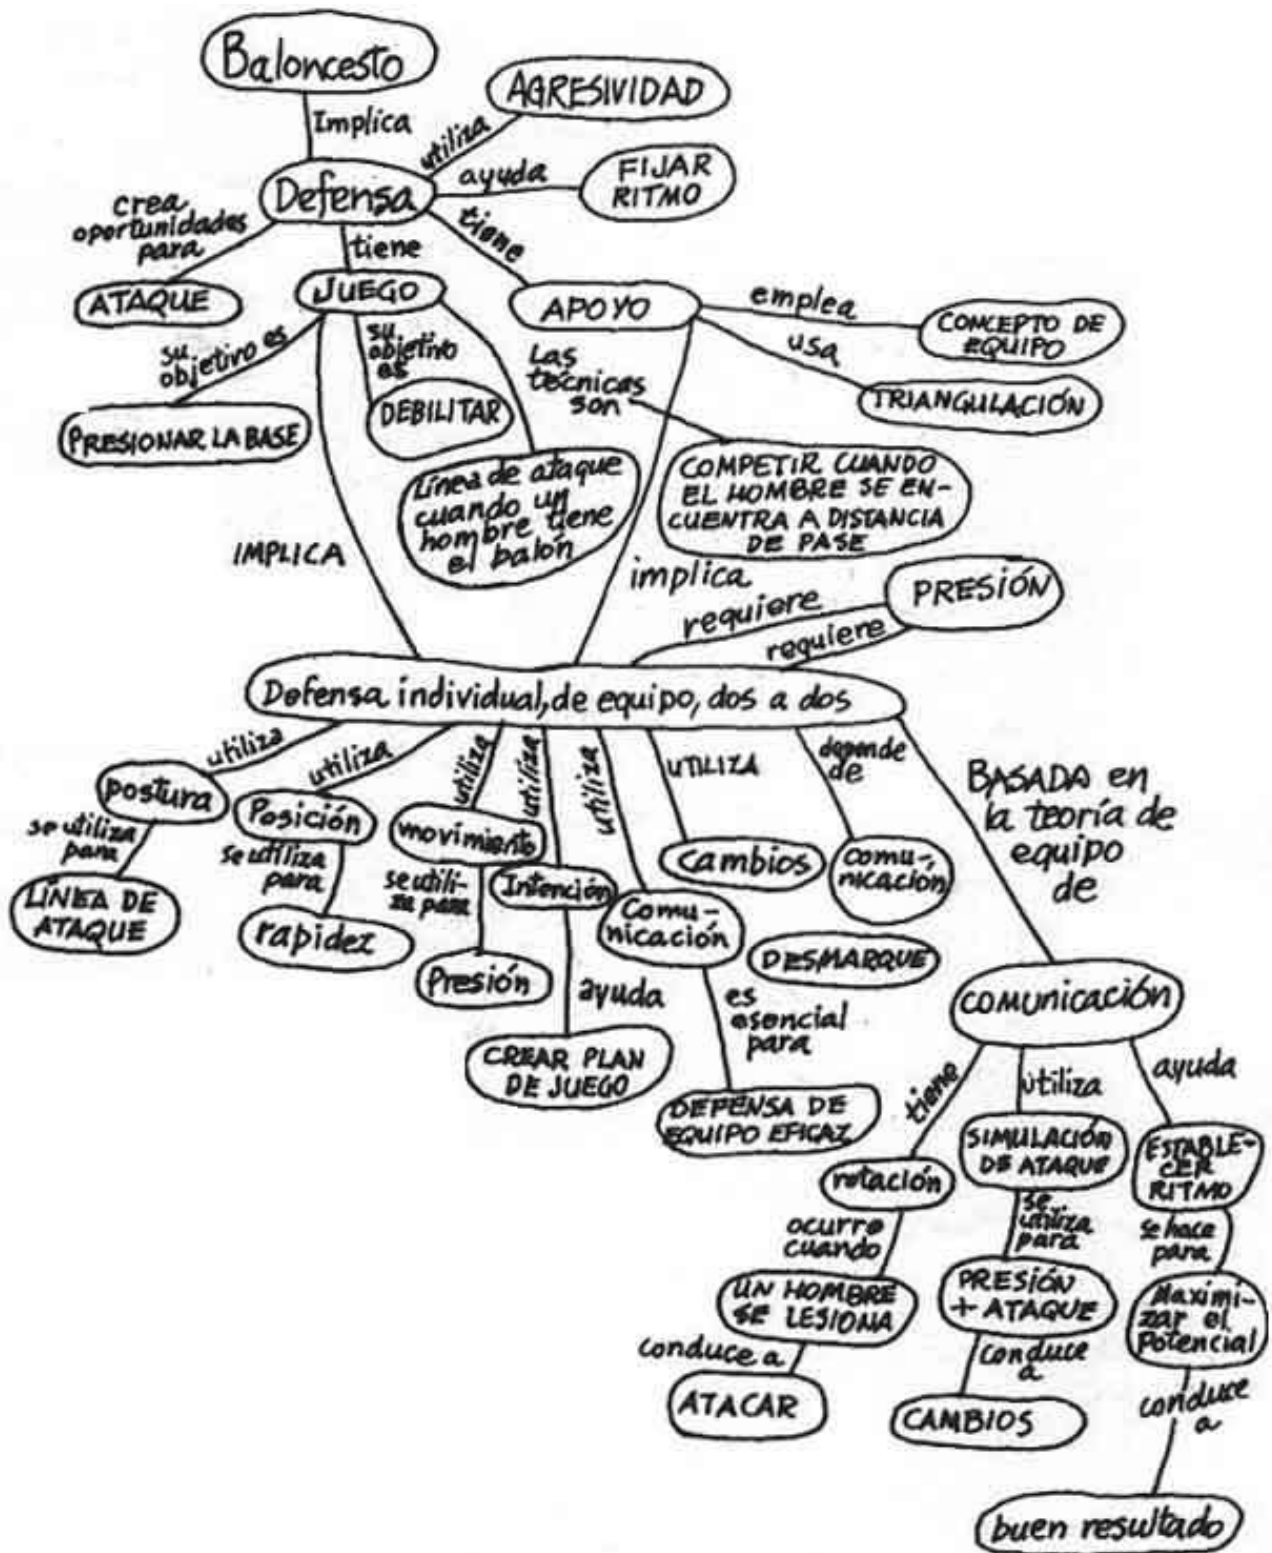 Baloncesto
Implica
AGRESIVIDAD
utiliza
Defensa
ayuda
FIJAR
RITMO
crea
oportunidades
para
tiene
tiene
ATAQUE
JUEGO
APOYO
emplea
CONCEPTO DE
EQUIPO
usa
TRIANGULACIÓN
su
objetivo es
su
objetivo
es
Las
técnicas
son
PRESIONAR LA BASE
DEBILITAR
Línea de ataque
cuando un
hombre tiene
el balón
COMPETIR CUANDO
EL HOMBRE SE EN-
CUENTRA A DISTANCIA
DE PASE
IMPLICA
implica
requiere
requiere
PRESIÓN
Defensa individual, de equipo, dos a dos
utiliza
utiliza
utiliza
utiliza
utiliza
UTILIZA
depende
de
BASADA en
la teoría de
equipo
de
postura
Posición
movimiento
Intención
Comu-
nicación
cambios
comu-
nicación
se utiliza
para
se utiliza
para
se utili-
za para
LÍNEA DE
ATAQUE
rapidez
Presión
ayuda
es
esencial
para
DESMARQUE
CREAR PLAN
DE JUEGO
DEFENSA DE
EQUIPO EFICAZ
comunicación
tiene
utiliza
ayuda
rotación
SIMULACIÓN
DE ATAQUE
ESTABLE-
CER
RITMO
ocurre
cuando
se
utiliza
para
se hace
para
UN HOMBRE
SE LESIONA
PRESIÓN
+ ATAQUE
Maximi-
zar el
Potencial
conduce a
conduce
a
conduce
a
ATACAR
CAMBIOS
buen resultado